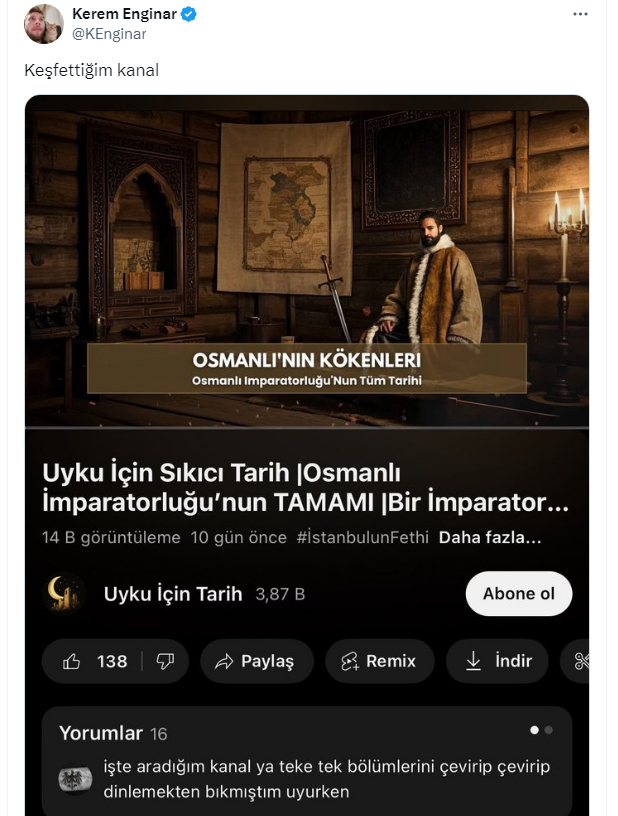 Kerem Enginar
@KEnginar
Keşfettiğim kanal
OSMANLI'NIN KÖKENLERI
Osmanlı Imparatorluğu'Nun Tüm Tarihi
Uyku İçin Sıkıcı Tarih |Osmanlı
İmparatorluğu’nun TAMAMI |Bir İmparator...
14 B görüntüleme 10 gün önce #İstanbulunFethi Daha fazla...
Uyku İçin Tarih 3,87 B
Abone ol
138
Paylaş
Remix
İndir
Yorumlar 16
işte aradığım kanal ya teke tek bölümlerini çevirip çevirip
dinlemekten bıkmıştım uyurken